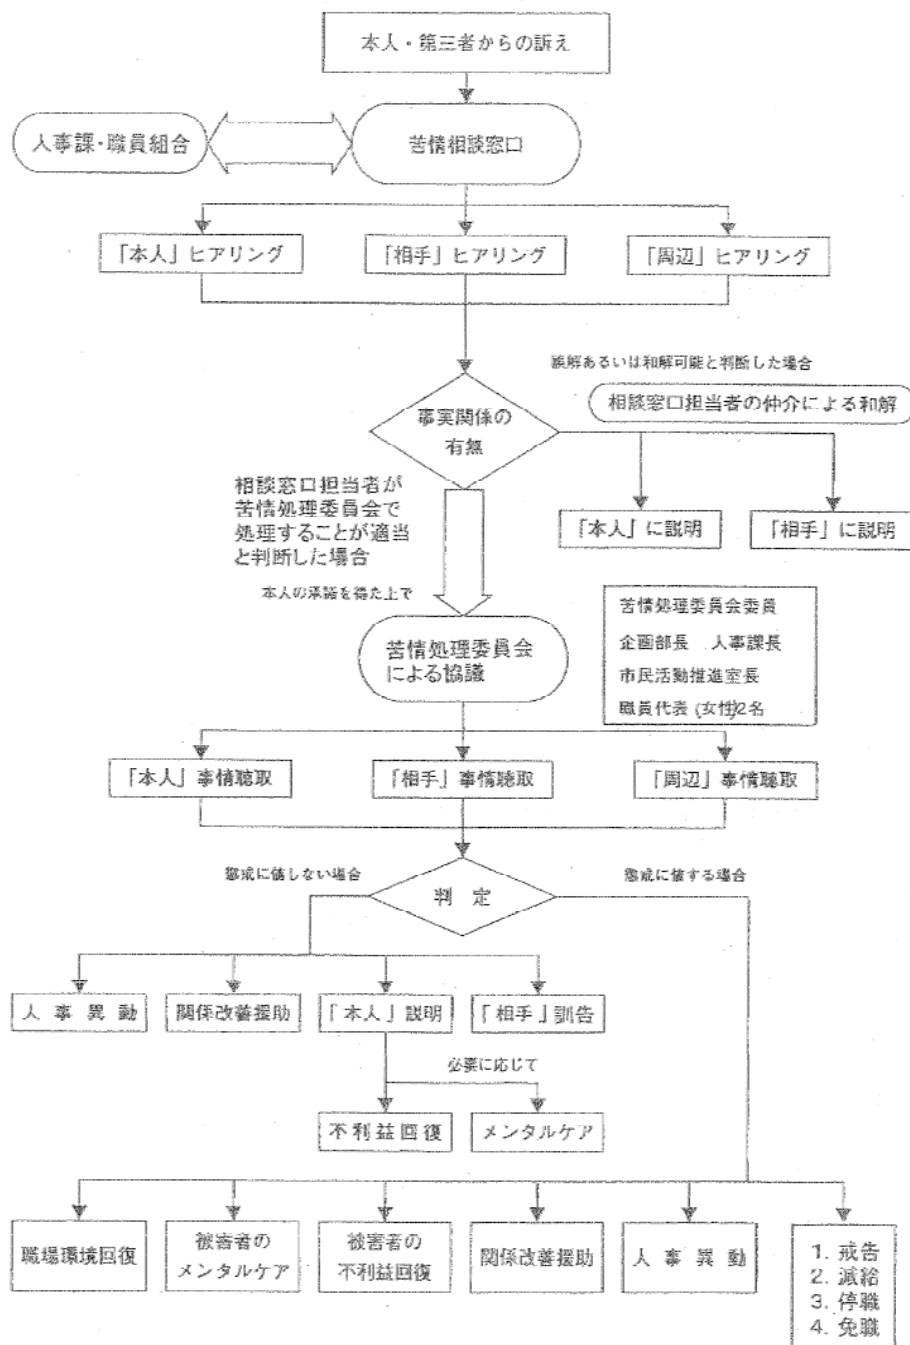 本人・第三者からの訴え
人事課・職員組合
苦情相談窓口
「本人」ヒアリング
「相手」ヒアリング
「周辺」ヒアリング
誤解あるいは和解可能と判断した場合
相談窓口担当者の仲介による和解
事実関係の
有無
「本人」に説明
「相手」に説明
相談窓口担当者が
苦情処理委員会で
処理することが適当
と判断した場合
本人の承諾を得た上で
苦情処理委員会
による協議
苦情処理委員会委員
企画部長 人事課長
市民活動推進室長
職員代表(女性)2名
「本人」事情聴取
「相手」事情聴取
「周辺」事情聴取
懲戒に値しない場合
懲戒に値する場合
判 定
人 事 異 動
関係改善援助
「本人」説明
「相手」訓告
必要に応じて
不利益回復
メンタルケア
職場環境回復
被害者の
メンタルケア
被害者の
不利益回復
関係改善援助
人 事 異 動
1. 戒告
2. 減給
3. 停職
4. 免職